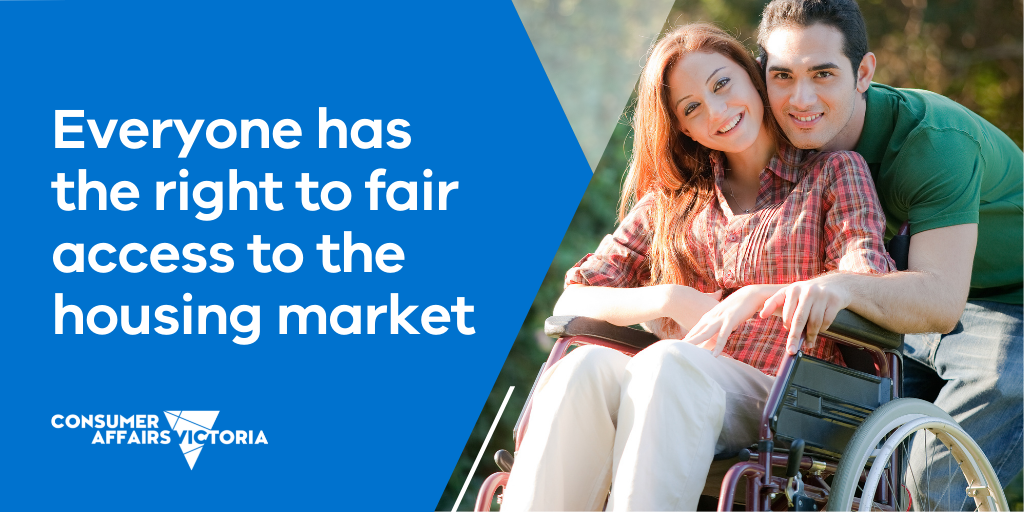 Everyone has
the right to fair
access to the
housing market
CONSUMER
AFFAIRS VICTORIA